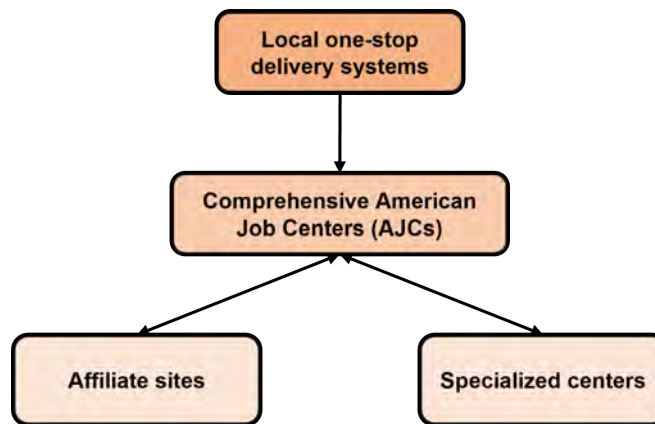 Local one-stop
delivery systems
Comprehensive American
Job Centers (AJCs)
Affiliate sites
Specialized centers